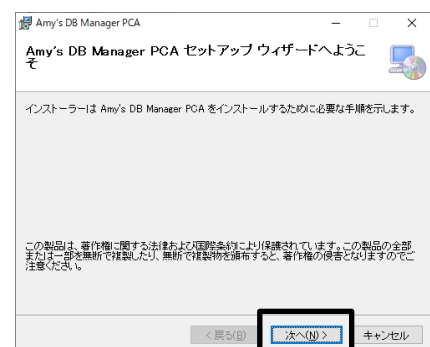 Amy's DB Manager PCA
Amy's DB Manager PCA セットアップ ウィザードへようこ
そ
インストーラーは Amy's DB Manager PCA をインストールするために必要な手順を示します。
この製品は、著作権に関する法律および国際条約により保護されています。この製品の全部
または一部を無断で複製したり、無断で複製物を頒布すると、著作権の侵害となりますのでご
注意ください。
< 戻る(B)
次へ(N) >
キャンセル